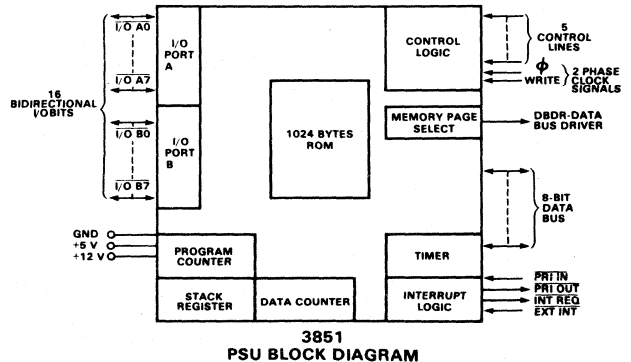 I/O A0
I/O A7
16
BIDIRECTIONAL
I/OBITS
I/O B0
I/O B7
I/O
PORT
A
I/O
PORT
B
GND
+5 V
+12 V
PROGRAM
COUNTER
STACK
REGISTER
DATA COUNTER
1024 BYTES
ROM
CONTROL
LOGIC
MEMORY PAGE
SELECT
TIMER
INTERRUPT
LOGIC
5
CONTROL
LINES
Φ
WRITE
2 PHASE
CLOCK
SIGNALS
DBDR-DATA
BUS DRIVER
8-BIT
DATA
BUS
PRI IN
PRI OUT
INT REQ
EXT INT
3851
PSU BLOCK DIAGRAM